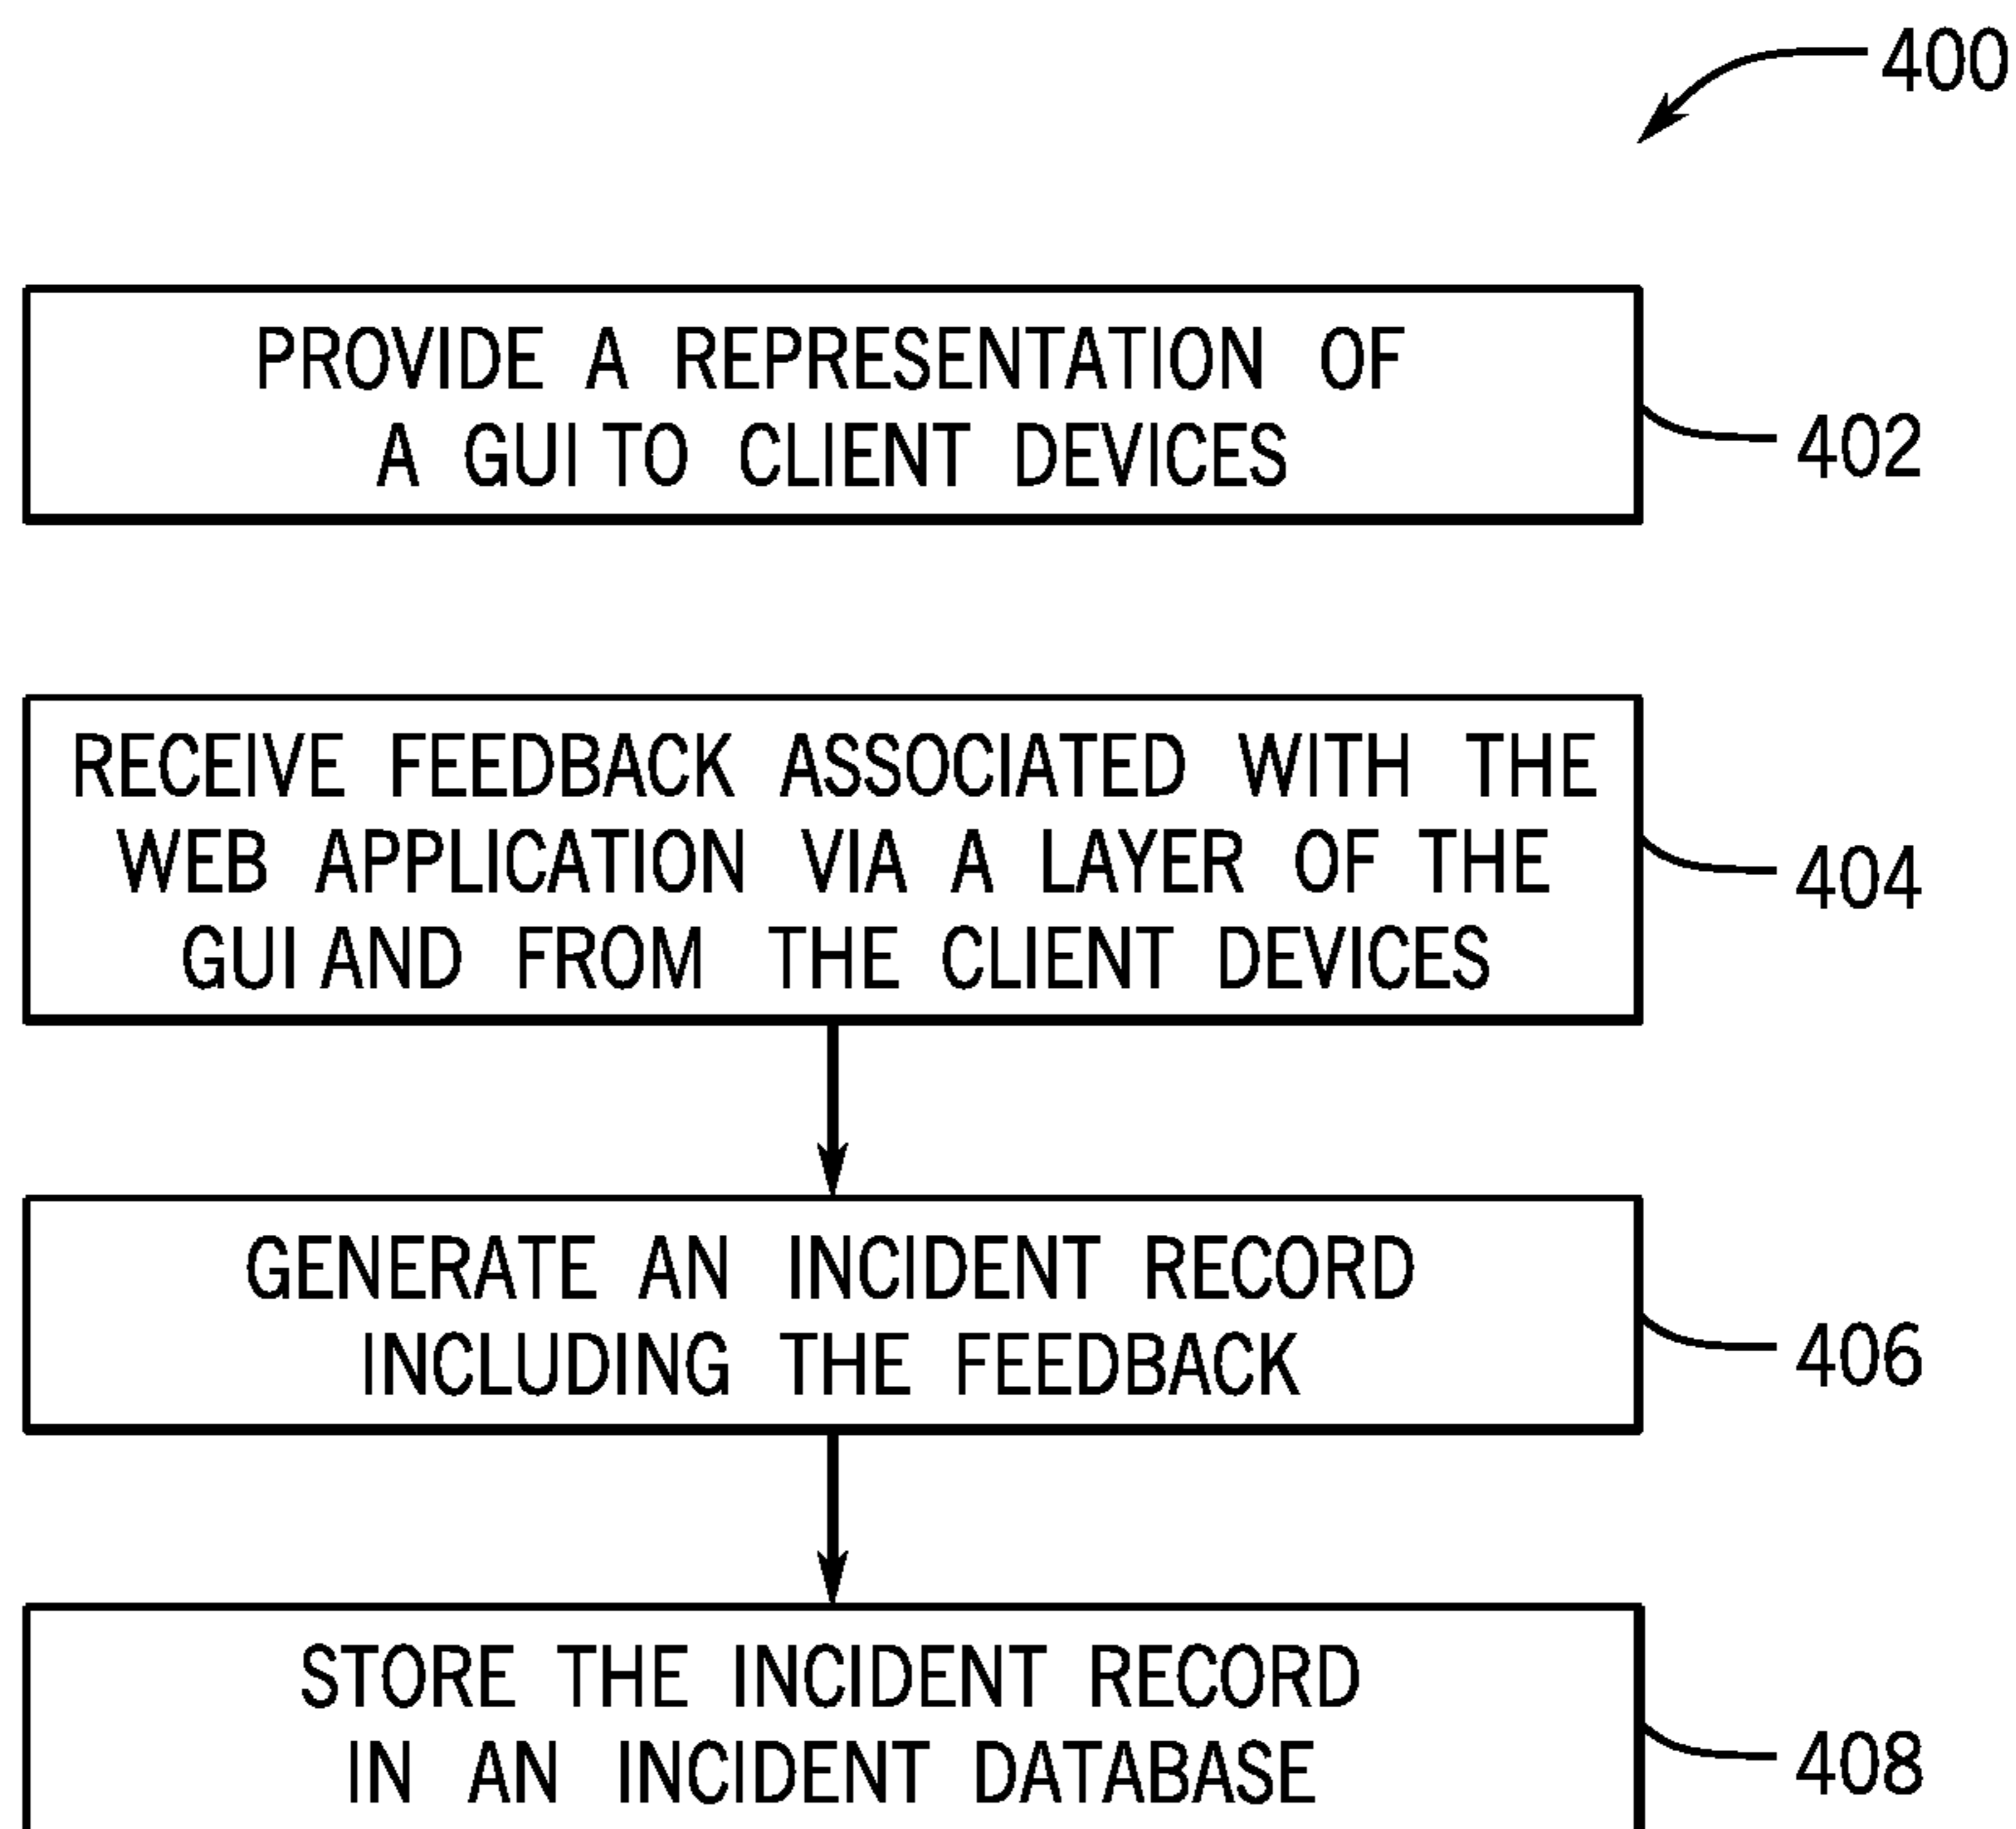 400
PROVIDE A REPRESENTATION OF
A GUI TO CLIENT DEVICES
402
RECEIVE FEEDBACK ASSOCIATED WITH THE
WEB APPLICATION VIA A LAYER OF THE
GUI AND FROM THE CLIENT DEVICES
404
GENERATE AN INCIDENT RECORD
INCLUDING THE FEEDBACK
406
STORE THE INCIDENT RECORD
IN AN INCIDENT DATABASE
408